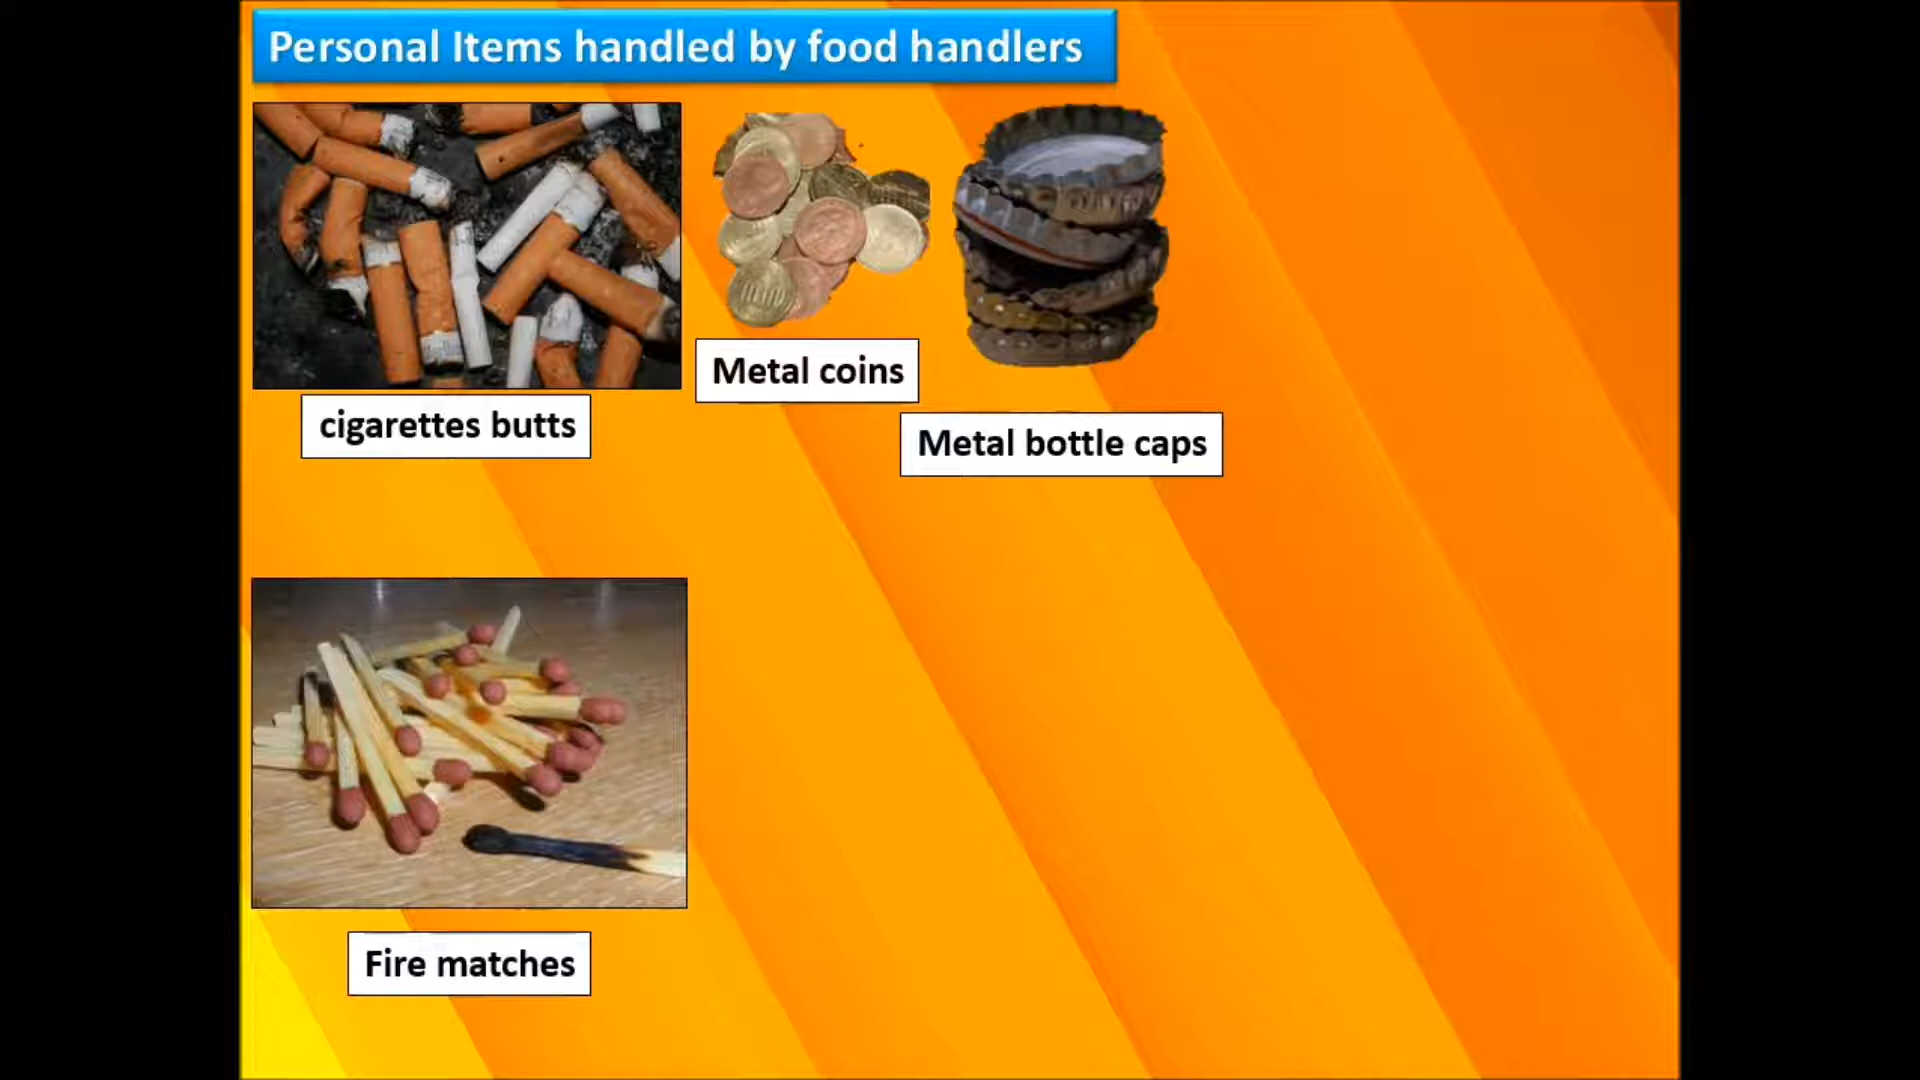 Personal Items handled by food handlers
cigarettes butts
Metal coins
Metal bottle caps
Fire matches